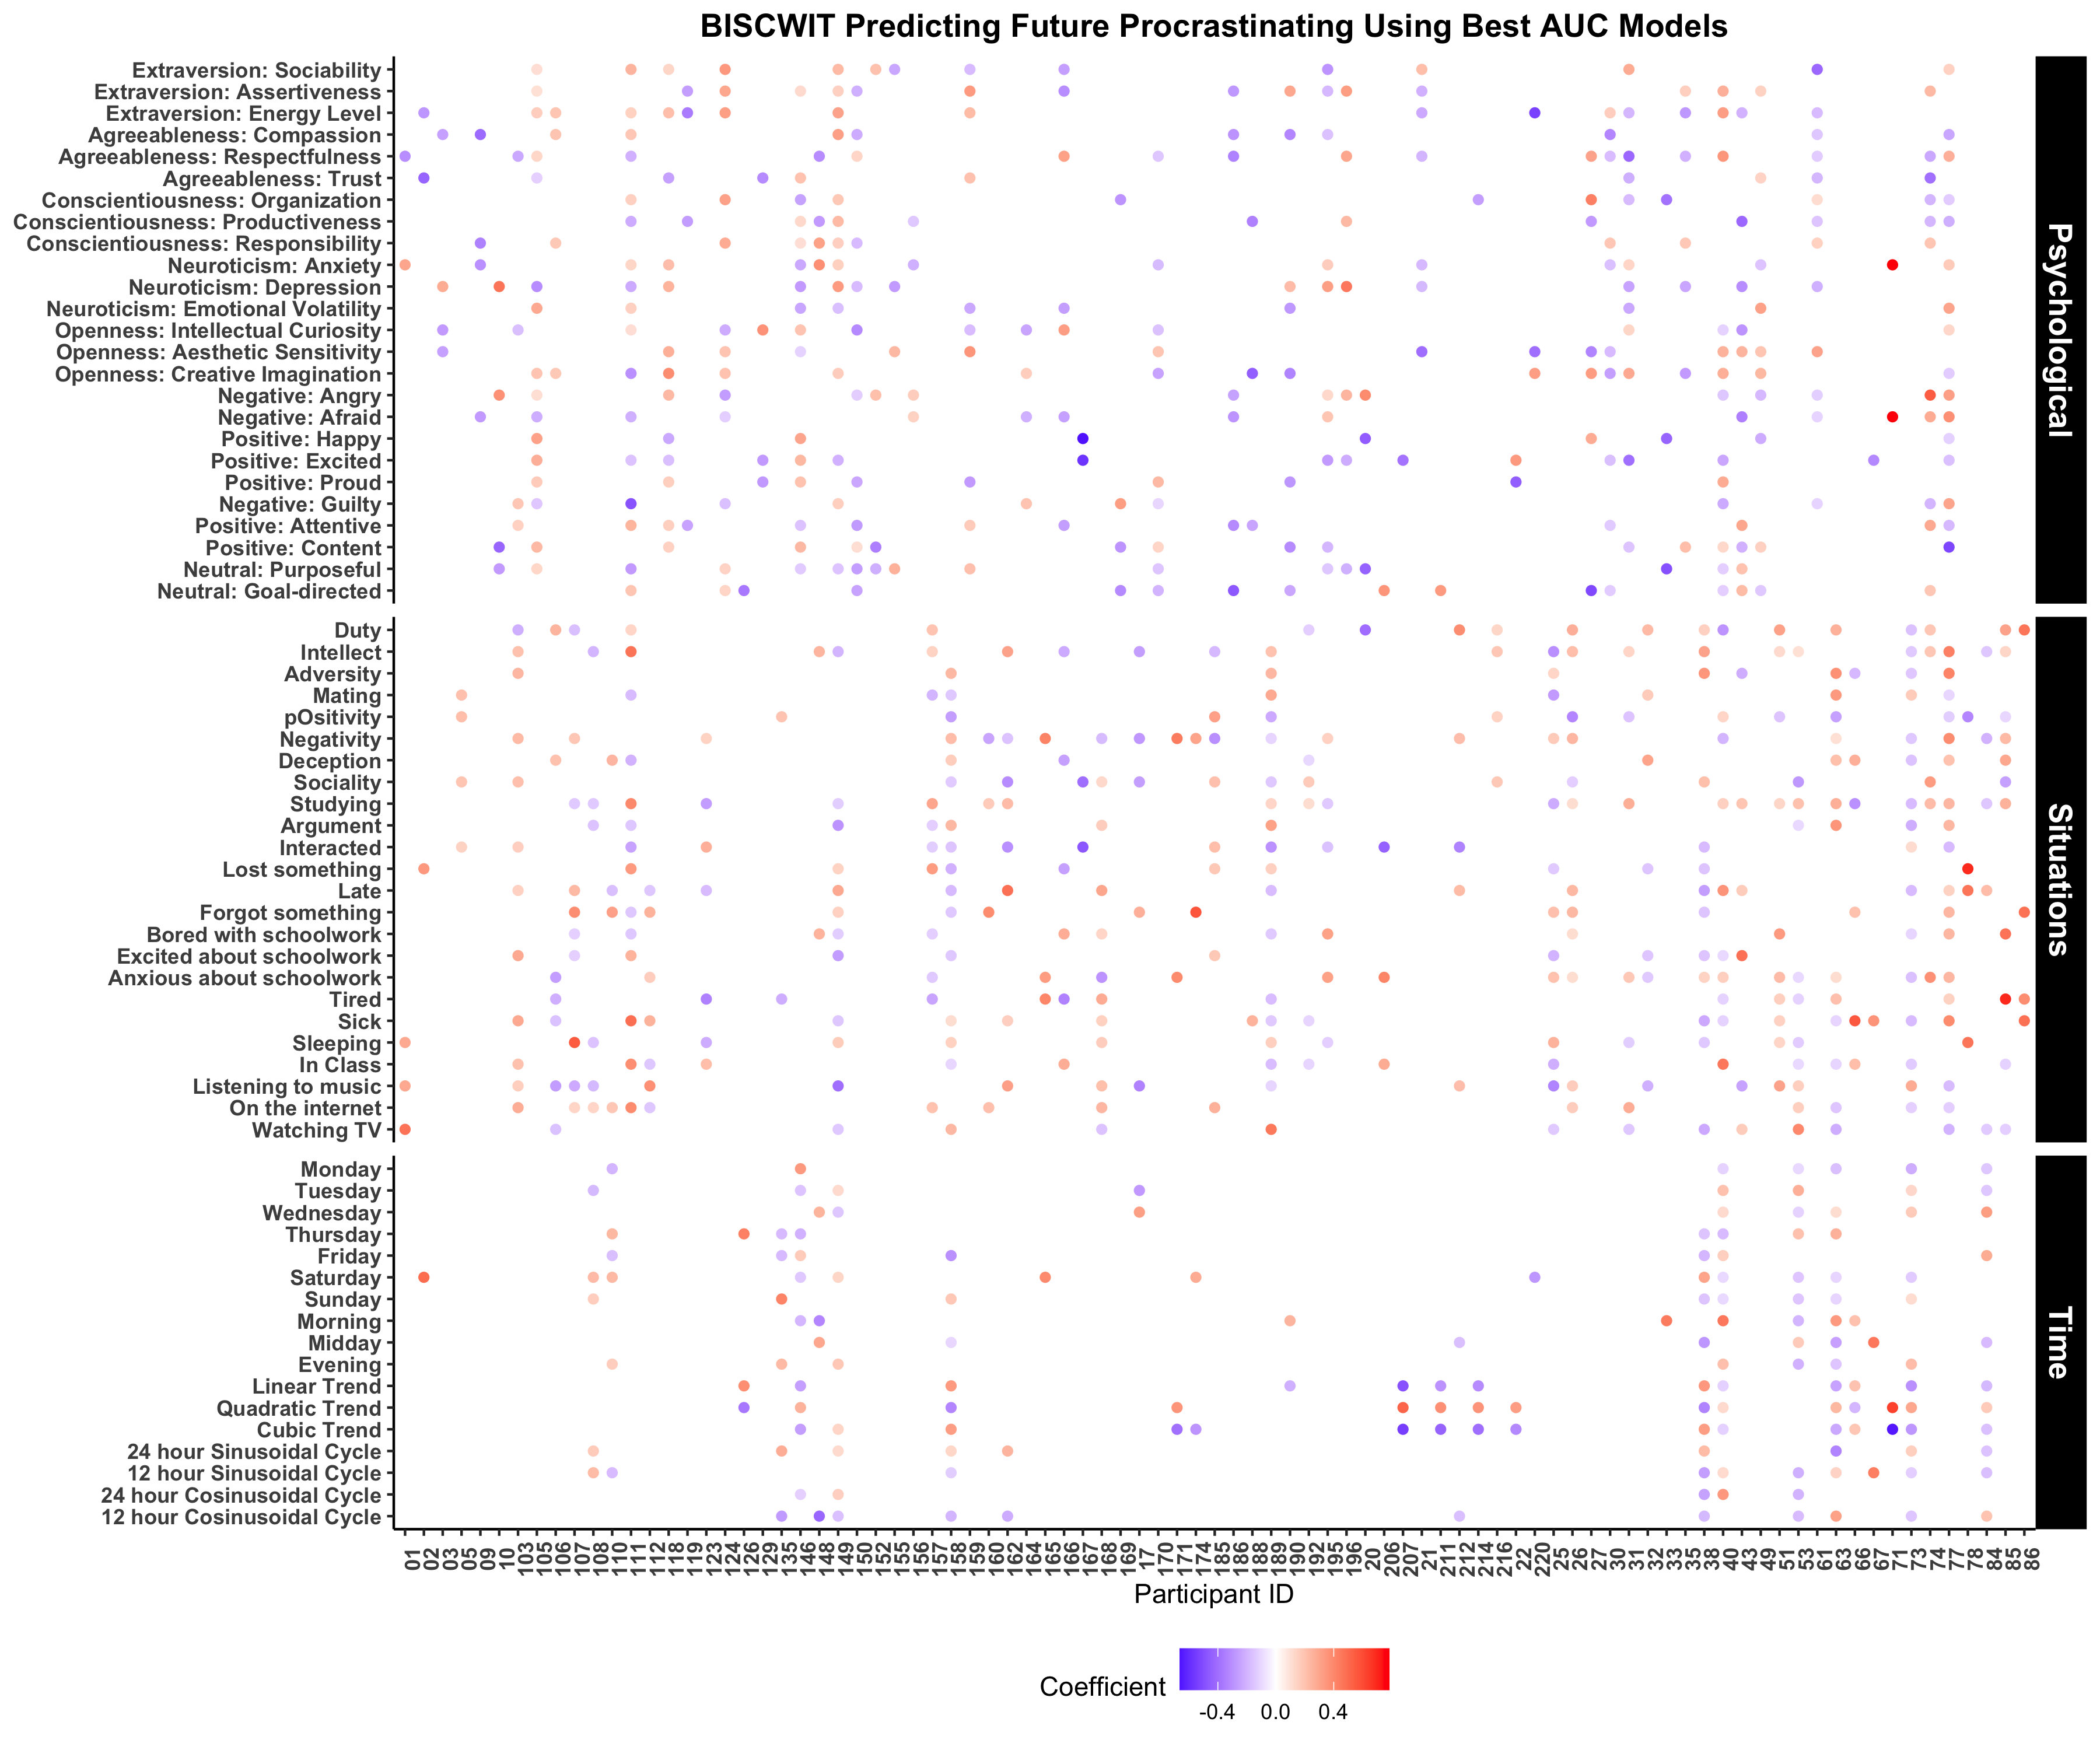 BISCWIT Predicting Future Procrastinating Using Best AUC Models
Extraversion: Sociability
Extraversion: Assertiveness
Extraversion: Energy Level
Agreeableness: Compassion
Agreeableness: Respectfulness
Agreeableness: Trust
Conscientiousness: Organization
Conscientiousness: Productiveness
Conscientiousness: Responsibility
Neuroticism: Anxiety
Neuroticism: Depression
Neuroticism: Emotional Volatility
Openness: Intellectual Curiosity
Openness: Aesthetic Sensitivity
Openness: Creative Imagination
Negative: Angry
Negative: Afraid
Positive: Happy
Positive: Excited
Positive: Proud
Negative: Guilty
Positive: Attentive
Positive: Content
Neutral: Purposeful
Neutral: Goal-directed
Psychological
Duty
Intellect
Adversity
Mating
pOsitivity
Negativity
Deception
Sociality
Studying
Argument
Interacted
Lost something
Late
Forgot something
Bored with schoolwork
Excited about schoolwork
Anxious about schoolwork
Tired
Sick
Sleeping
In Class
Listening to music
On the internet
Watching TV
Situations
Monday
Tuesday
Wednesday
Thursday
Friday
Saturday
Sunday
Morning
Midday
Evening
Linear Trend
Quadratic Trend
Cubic Trend
24 hour Sinusoidal Cycle
12 hour Sinusoidal Cycle
24 hour Cosinusoidal Cycle
12 hour Cosinusoidal Cycle
Time
01 02 03 05 09 10 103 105 106 107 108 110 111 112 118 119 123 124 126 129 135 146 148 149 150 152 155 156 157 158 159 160 162 164 165 166 167 168 169 17 170 171 174 185 186 188 189 190 192 195 196 20 206 207 21 211 212 214 216 22 220 25 26 27 30 31 32 33 35 38 40 43 49 51 53 61 63 66 67 71 73 74 77 78 84 85 86
Participant ID
Coefficient
-0.4 0.0 0.4